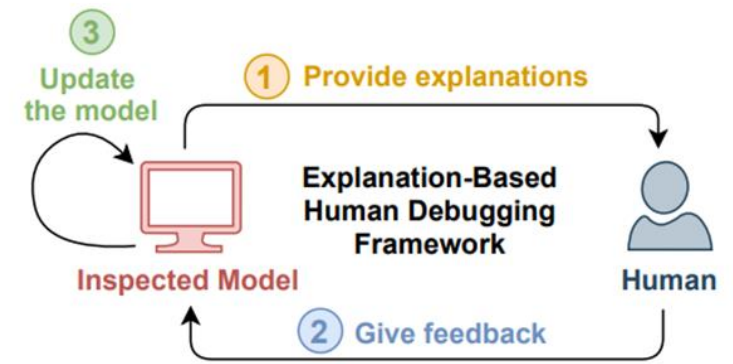 3
Update
the model
1 Provide explanations
Explanation-Based
Human Debugging
Framework
Inspected Model
Human
2 Give feedback